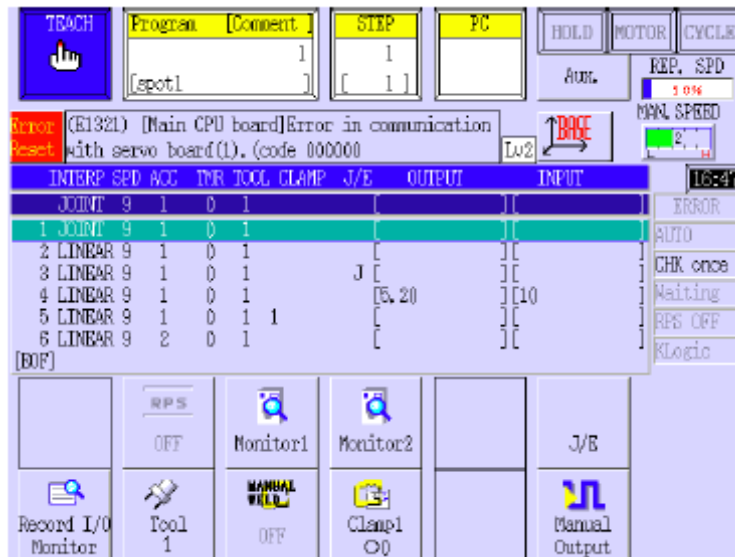 TEACH Program [Comment ] STEP PC HOLD MOTOR CYCLE
1 1
[spot1 ] [ 1 ] Aux. REP. SPD
5 0%
Error Reset (E1321) [Main CPU board]Error in communication MAN. SPEED
with servo board(1). (code 000000 Lv2 BASE 2 L H
INTERP SPD ACC TMR TOOL CLAMP J/E OUTPUT INPUT 16:47
JOINT 9 1 0 1 [ ][ ] ERROR
1 JOINT 9 1 0 1 [ ][ ] AUTO
2 LINEAR 9 1 0 1 [ ][ ]
3 LINEAR 9 1 0 1 J [ ][ ] CHK once
4 LINEAR 9 1 0 1 [5.20 ][10 ] Waiting
5 LINEAR 9 1 0 1 1 [ ][ ] RPS OFF
6 LINEAR 9 2 0 1 [ ][ ] KLogic
[EOF]
RPS
OFF Monitor1 Monitor2 J/E
MANUAL WELD
Record I/O Monitor Tool 1 OFF Clamp1 Manual Output